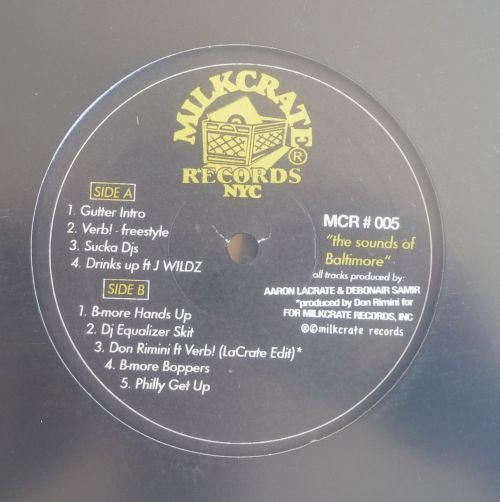 MILKCRATE
®
RECORDS
NYC
SIDE A
1. Gutter Intro
2. Verb! - freestyle
3. Sucka Djs
4. Drinks up ft J WILDZ
SIDE B
1. B-more Hands Up
2. Dj Equalizer Skit
3. Don Rimini ft Verb! (LaCrate Edit)*
4. B-more Boppers
5. Philly Get Up
MCR # 005
"the sounds of
Baltimore"
all tracks produced by:
AARON LACRATE & DEBONAIR SAMIR
*produced by Don Rimini for
FOR MILKCRATE RECORDS, INC
®©milkcrate records